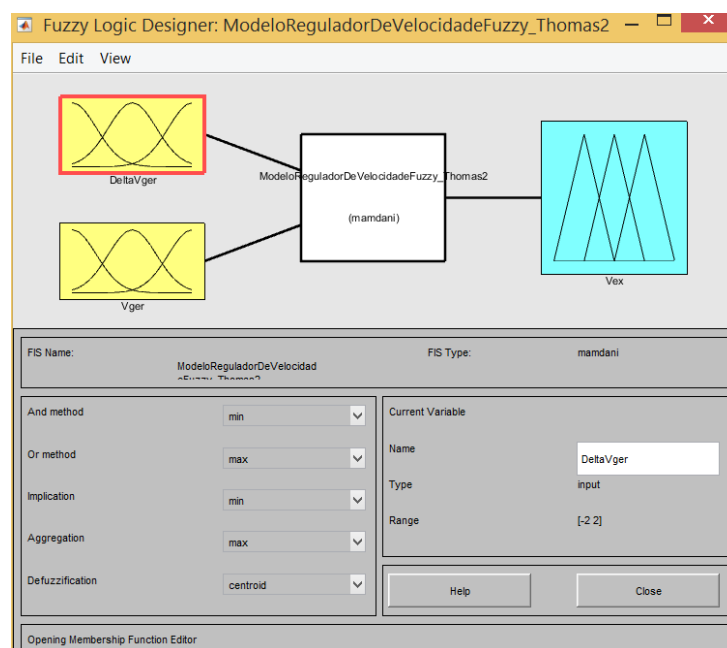 Fuzzy Logic Designer: ModeloReguladorDeVelocidadeFuzzy_Thomas2
File Edit View
DeltaVger
Vger
ModeloReguladorDeVelocidadeFuzzy_Thomas2
(mamdani)
Vex
FIS Name:
ModeloReguladorDeVelocidad
eFuzzy_Thomas2
FIS Type:
mamdani
And method
min
Or method
max
Implication
min
Aggregation
max
Defuzzification
centroid
Current Variable
Name
DeltaVger
Type
input
Range
[-2 2]
Help
Close
Opening Membership Function Editor